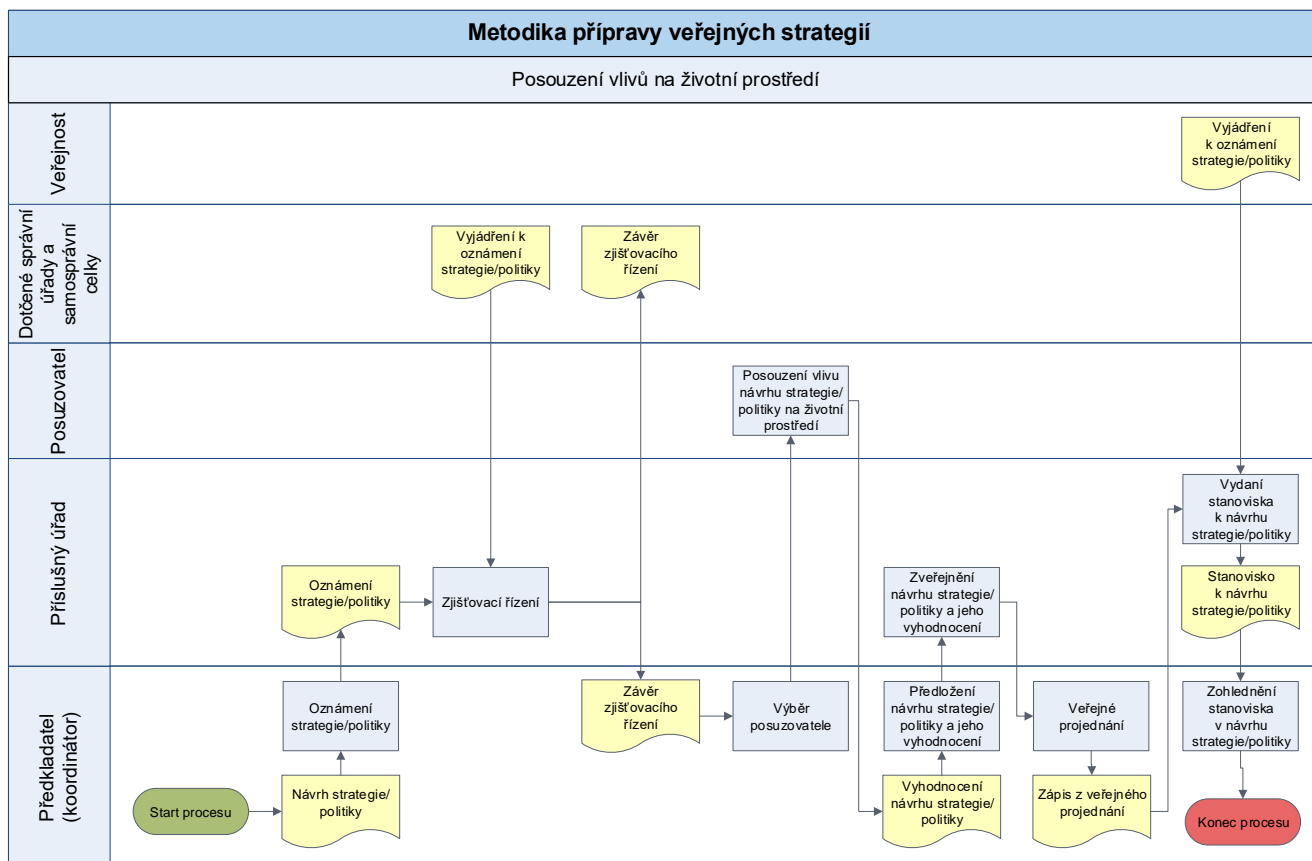 Metodika přípravy veřejných strategií
Posouzení vlivů na životní prostředí
Veřejnost
Vyjádření
k oznámení
strategie/politiky
Dotčené správní
úřady a
samosprávní
celky
Vyjádření k
oznámení
strategie/politiky
Závěr
zjišťovacího
řízení
Posuzovatel
Posouzení vlivu
návrhu strategie/
politiky na životní
prostředí
Příslušný úřad
Oznámení
strategie/politiky
Zjišťovací řízení
Zveřejnění
návrhu strategie/
politiky a jeho
vyhodnocení
Vydaní
stanoviska
k návrhu
strategie/politiky
Stanovisko
k návrhu
strategie/politiky
Předkladatel
(koordinátor)
Start procesu
Návrh strategie/
politiky
Oznámení
strategie/politiky
Závěr
zjišťovacího
řízení
Výběr
posuzovatele
Předložení
návrhu strategie/
politiky a jeho
vyhodnocení
Vyhodnocení
návrhu strategie/
politiky
Veřejné
projednání
Zápis z veřejného
projednání
Zohlednění
stanoviska
v návrhu
strategie/politiky
Konec procesu